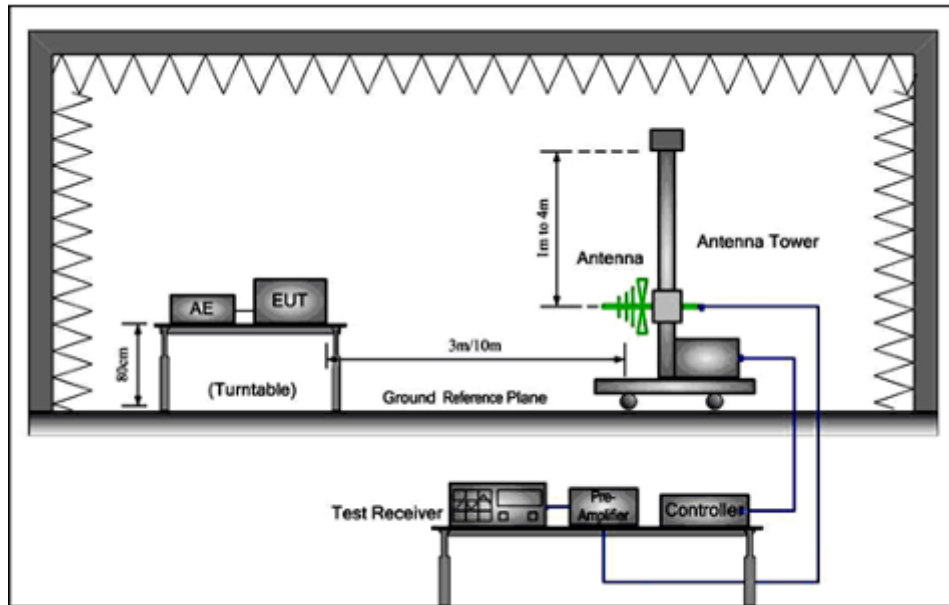 1m to 4m
Antenna
Antenna Tower
AE
EUT
3m/10m
80cm
(Turntable)
Ground Reference Plane
Test Receiver
Pre-
Amplifier
Controller